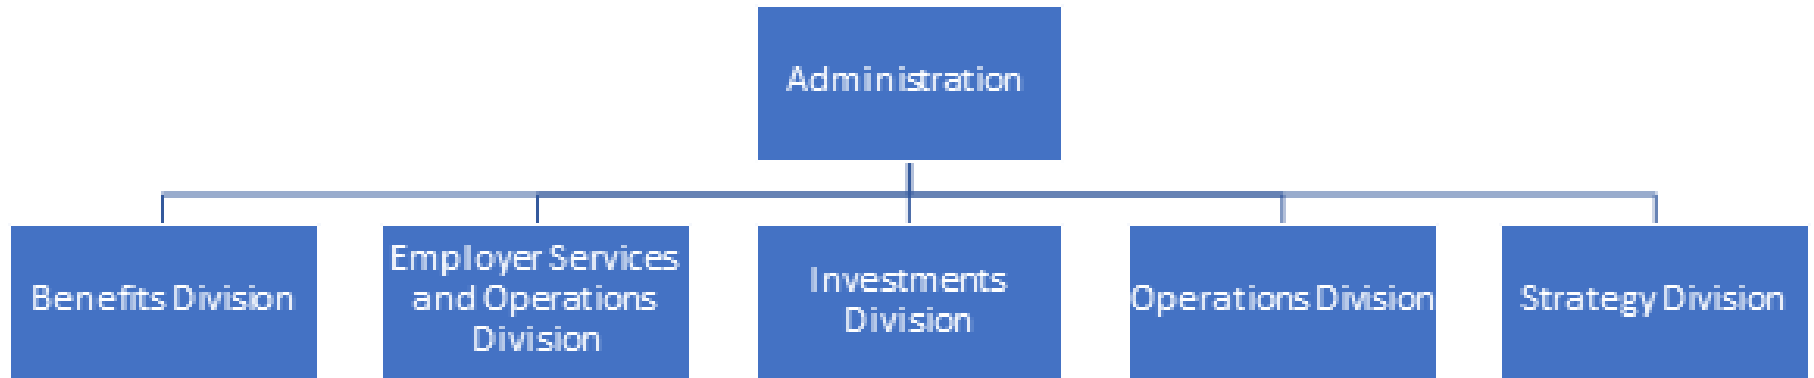 Administration
Benefits Division
Employer Services
and Operations
Division
Investments
Division
Operations Division
Strategy Division